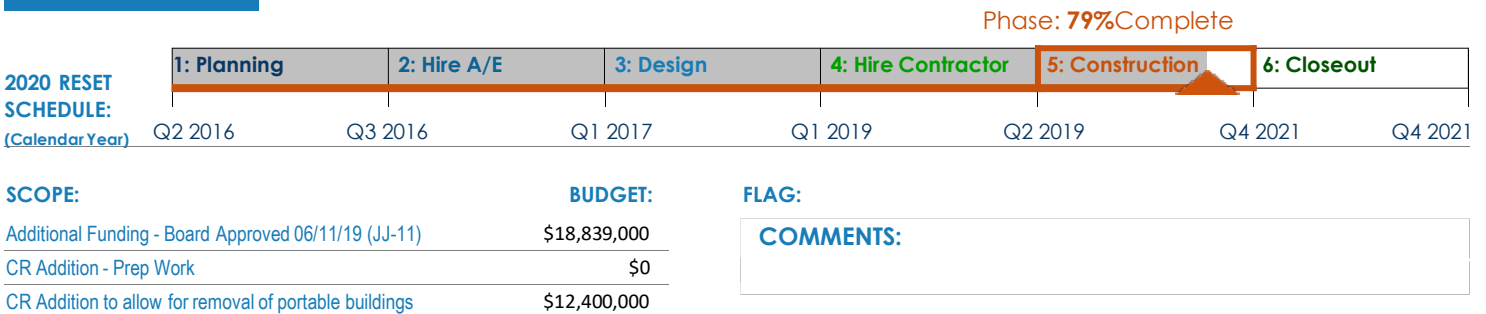 Phase: 79%Complete
1: Planning 2: Hire A/E 3: Design 4: Hire Contractor 5: Construction 6: Closeout
2020 RESET
SCHEDULE:
(Calendar Year) Q2 2016 Q3 2016 Q1 2017 Q1 2019 Q2 2019 Q4 2021 Q4 2021
SCOPE: BUDGET: FLAG:
Additional Funding - Board Approved 06/11/19 (JJ-11) $18,839,000 COMMENTS:
CR Addition - Prep Work $0
CR Addition to allow for removal of portable buildings $12,400,000